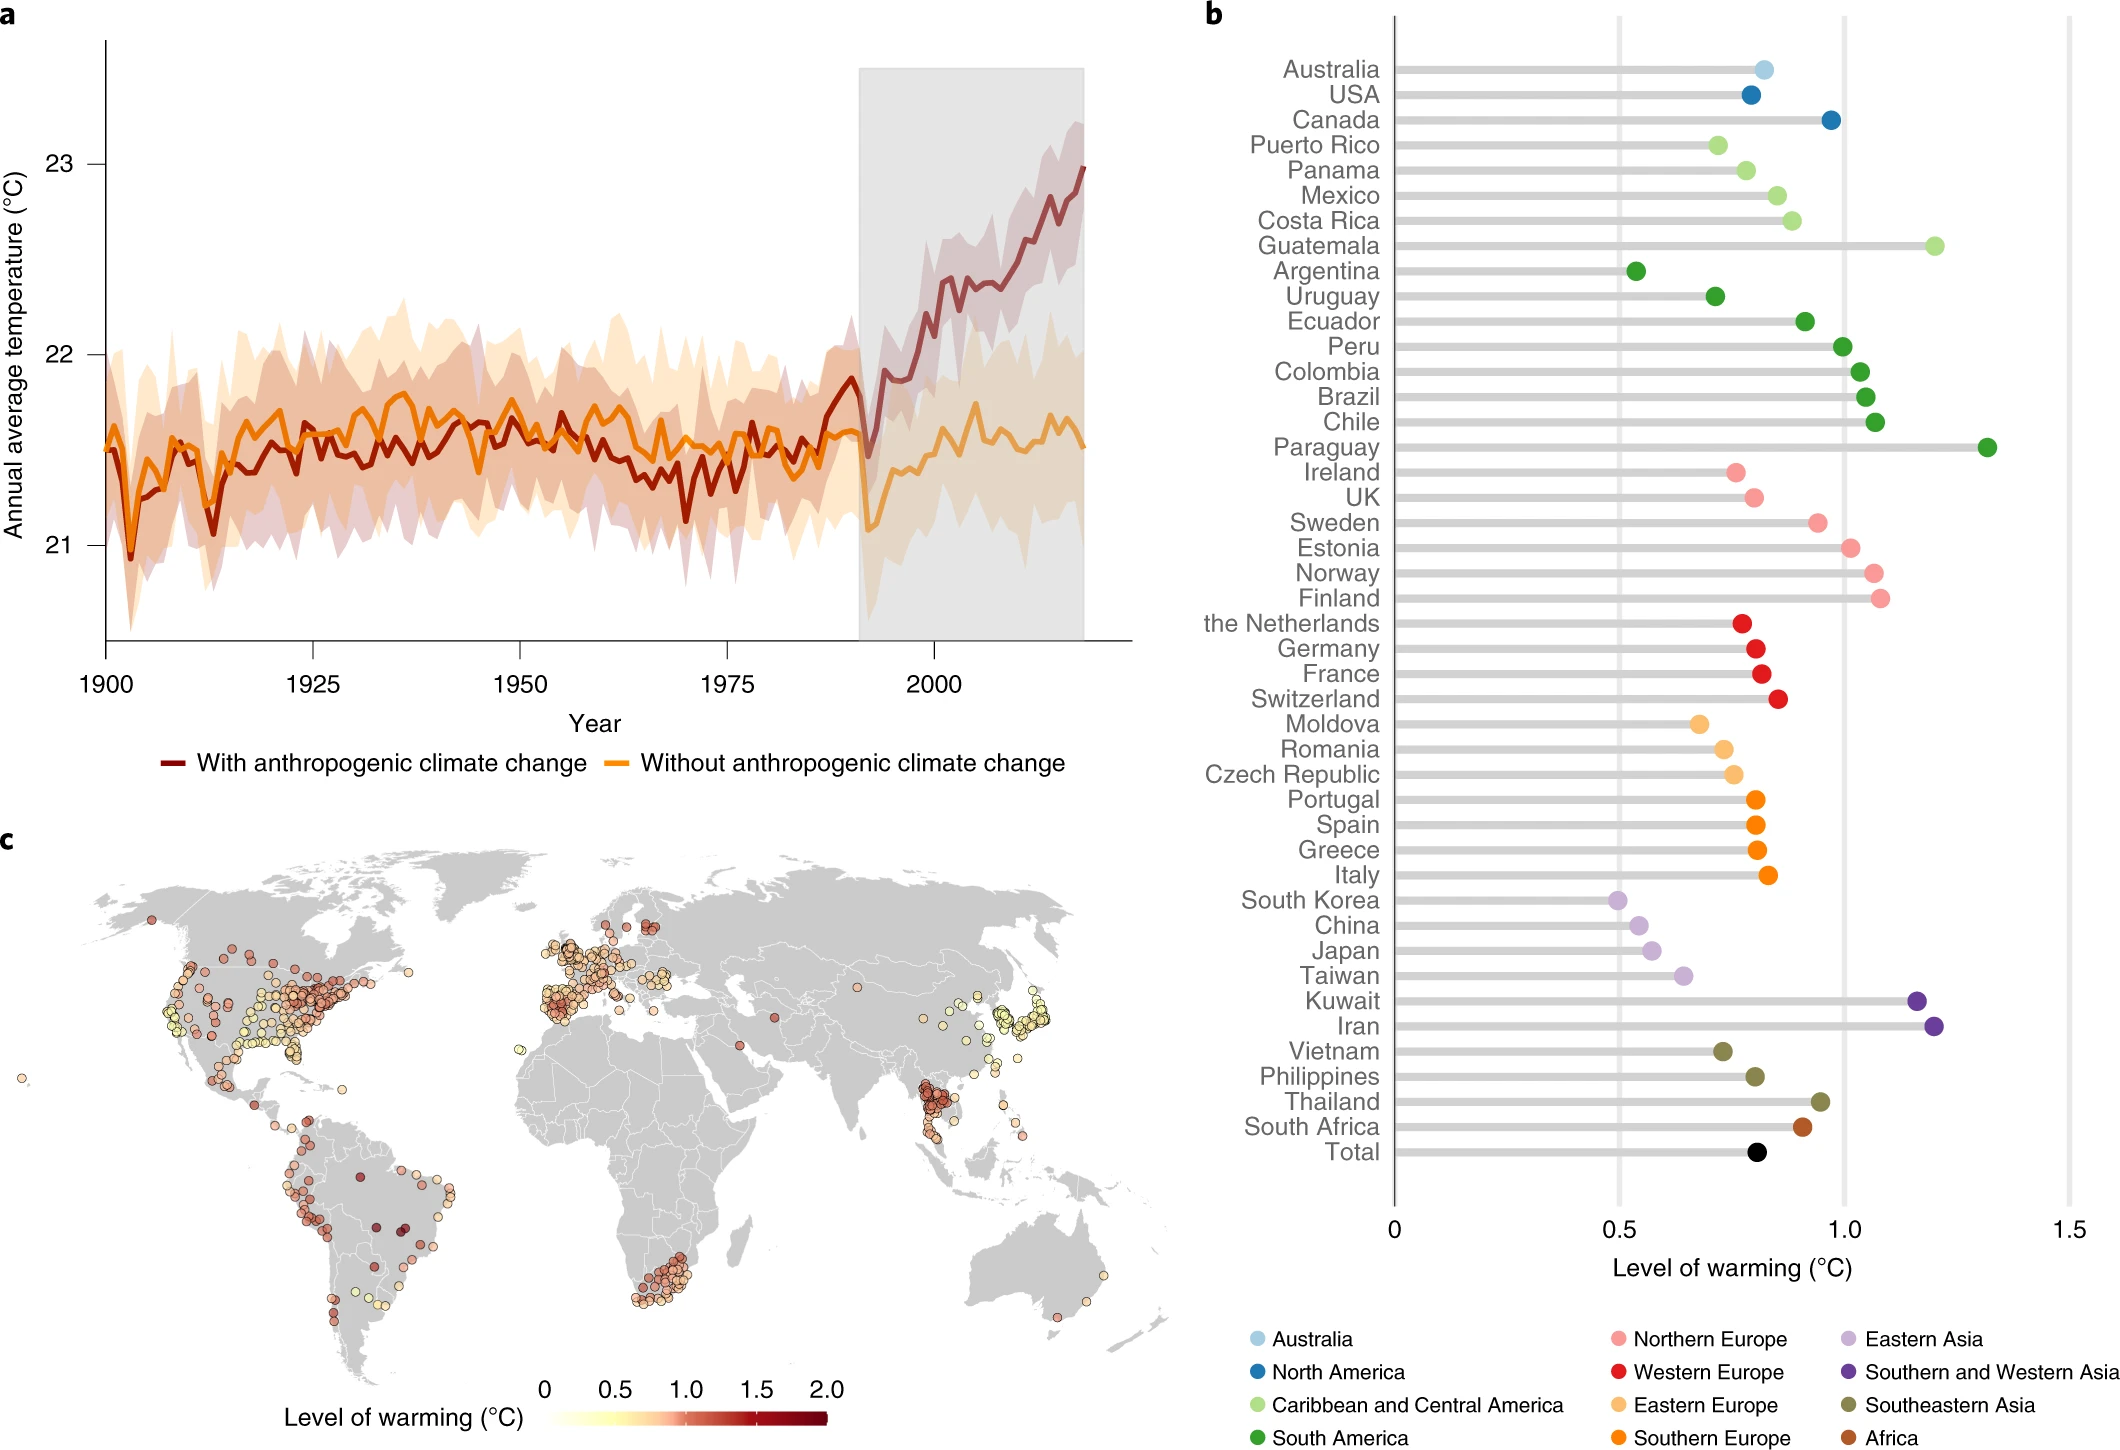 a
Annual average temperature (°C)
23
22
21
1900 1925 1950 1975 2000
Year
With anthropogenic climate change Without anthropogenic climate change
b
Australia
USA
Canada
Puerto Rico
Panama
Mexico
Costa Rica
Guatemala
Argentina
Uruguay
Ecuador
Peru
Colombia
Brazil
Chile
Paraguay
Ireland
UK
Sweden
Estonia
Norway
Finland
the Netherlands
Germany
France
Switzerland
Moldova
Romania
Czech Republic
Portugal
Spain
Greece
Italy
South Korea
China
Japan
Taiwan
Kuwait
Iran
Vietnam
Philippines
Thailand
South Africa
Total
0 0.5 1.0 1.5
Level of warming (°C)
Australia
North America
Caribbean and Central America
South America
Northern Europe
Western Europe
Eastern Europe
Southern Europe
Eastern Asia
Southern and Western Asia
Southeastern Asia
Africa
c
0 0.5 1.0 1.5 2.0
Level of warming (°C)